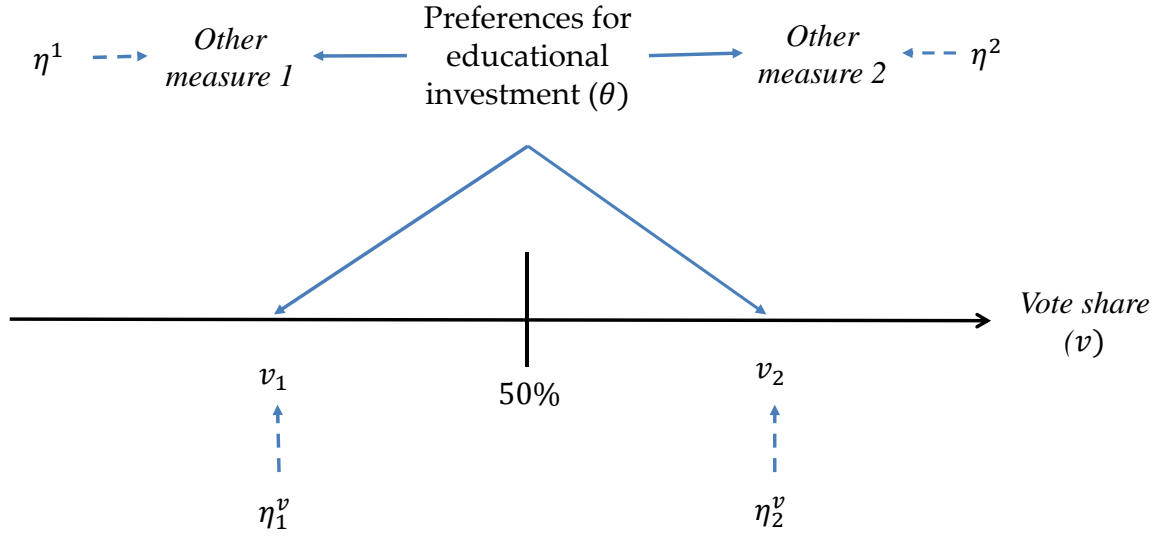 Preferences for
educational
investment (θ)
η¹
Other
measure 1
Other
measure 2
η²
Vote share
(v)
v₁
50%
v₂
η₁ᵛ
η₂ᵛ